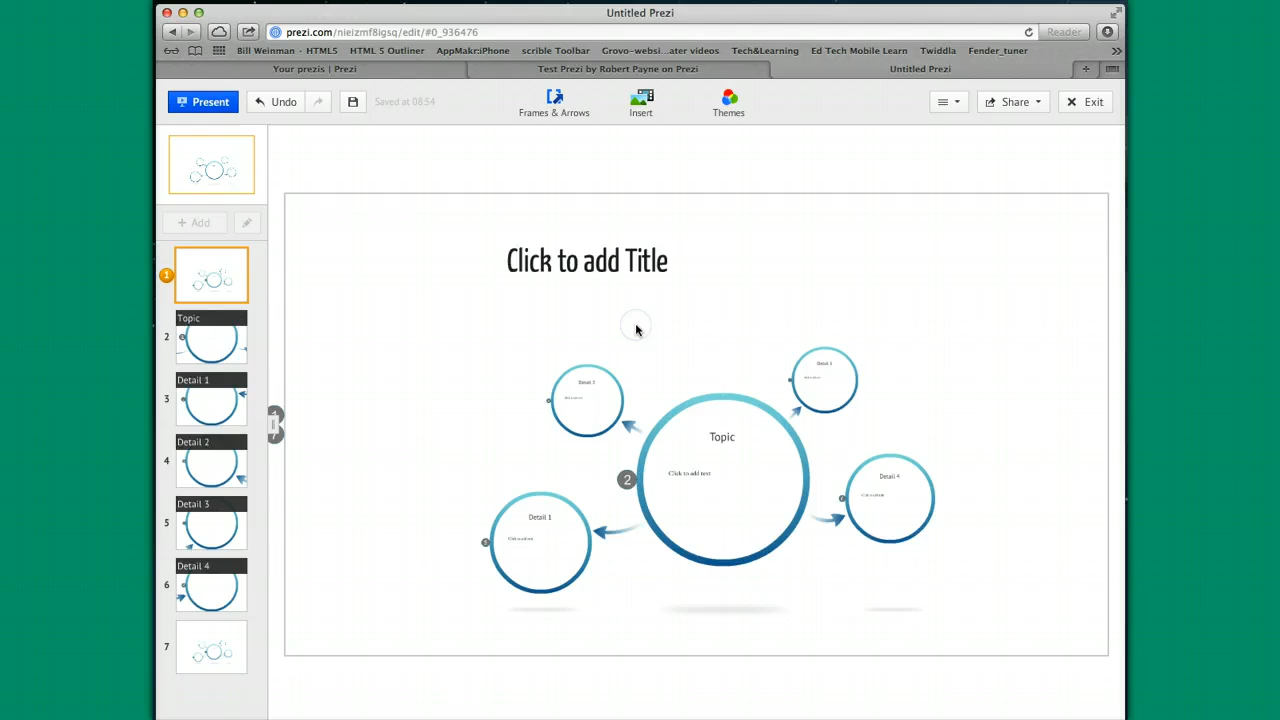 Untitled Prezi
prezi.com/nieizmf8igsq/edit/#0_936476
Reader
Bill Weinman · HTML5
HTML 5 Outliner
AppMakr:iPhone
scrible Toolbar
Grovo-websi...ater videos
Tech&Learning
Ed Tech Mobile Learn
Twiddla
Fender_tuner
Your prezis | Prezi
Test Prezi by Robert Payne on Prezi
Untitled Prezi
Present
Undo
Saved at 08:54
Frames & Arrows
Insert
Themes
Share
Exit
+ Add
1
Topic
2
Detail 1
3
Detail 2
4
Detail 3
5
Detail 4
6
7
Click to add Title
Topic
Click to add text
2
Detail 1
Detail 4